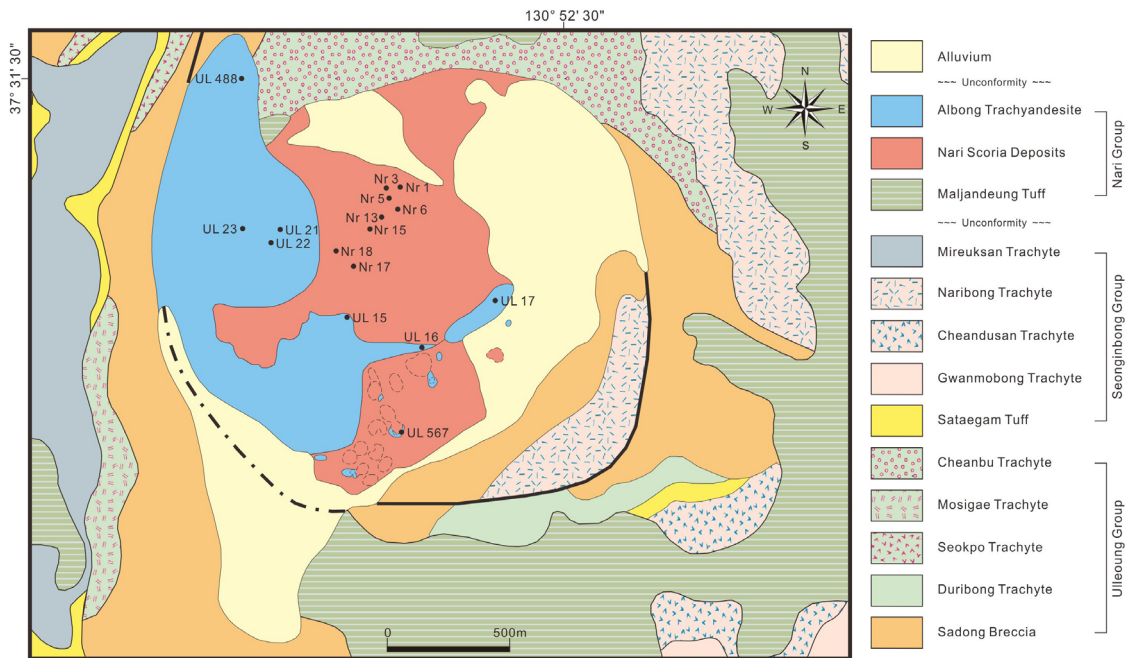 130° 52' 30"
37° 31' 30"
UL 488
Nr 3
Nr 1
Nr 5
Nr 6
Nr 13
Nr 15
UL 23
UL 21
UL 22
Nr 18
Nr 17
UL 17
UL 15
UL 16
UL 567
0 500m
N
W E
S
Alluvium
~~~ Unconformity ~~~
Albong Trachyandesite
Nari Scoria Deposits
Maljandeung Tuff
Nari Group
~~~ Unconformity ~~~
Mireuksan Trachyte
Naribong Trachyte
Cheandusan Trachyte
Gwanmobong Trachyte
Sataegam Tuff
Seonginbong Group
Cheanbu Trachyte
Mosigae Trachyte
Seokpo Trachyte
Duribong Trachyte
Sadong Breccia
Ulleoung Group